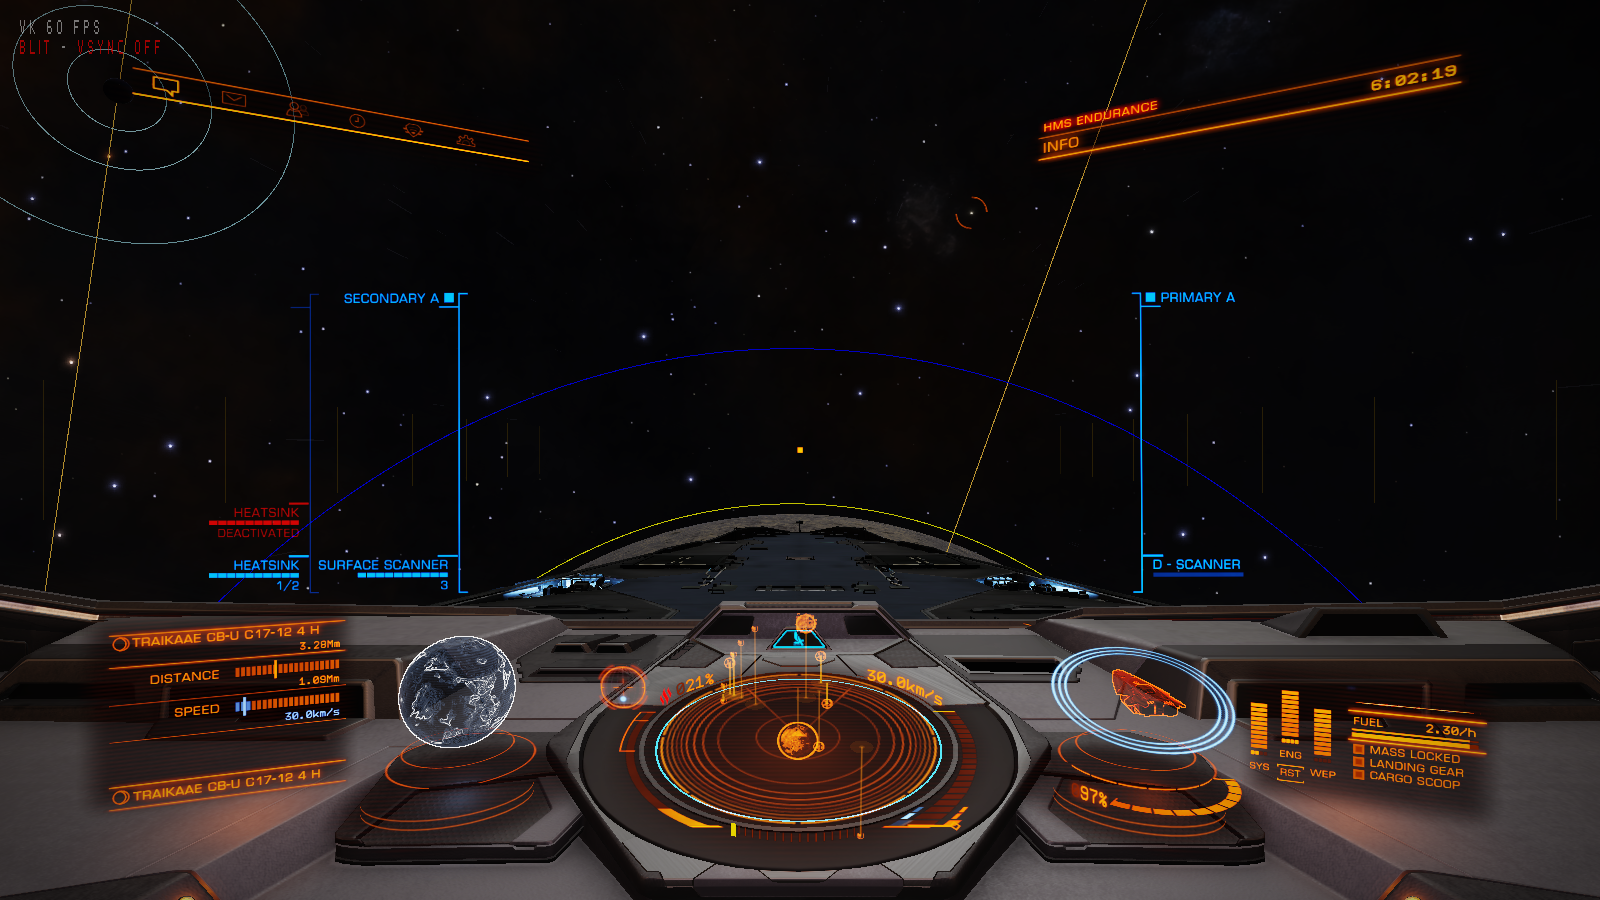 VK 60 FPS
BLIT - VSYNC OFF
HMS ENDURANCE
6:02:19
INFO
SECONDARY A
PRIMARY A
HEATSINK
DEACTIVATED
HEATSINK
1/2
SURFACE SCANNER
3
D - SCANNER
TRAIKAAE CB-U C17-12 4 H
3.28Mm
DISTANCE
1.09Mm
SPEED
30.0km/s
TRAIKAAE CB-U C17-12 4 H
021%
30.0km/s
SYS
ENG
RST
WEP
FUEL
2.30/h
MASS LOCKED
LANDING GEAR
CARGO SCOOP
97%